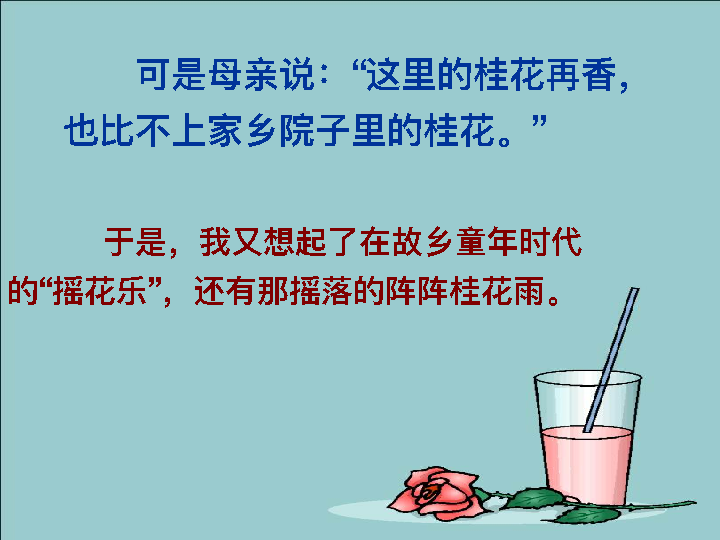 可是母亲说：“这里的桂花再香，
也比不上家乡院子里的桂花。”
于是，我又想起了在故乡童年时代
的“摇花乐”，还有那摇落的阵阵桂花雨。